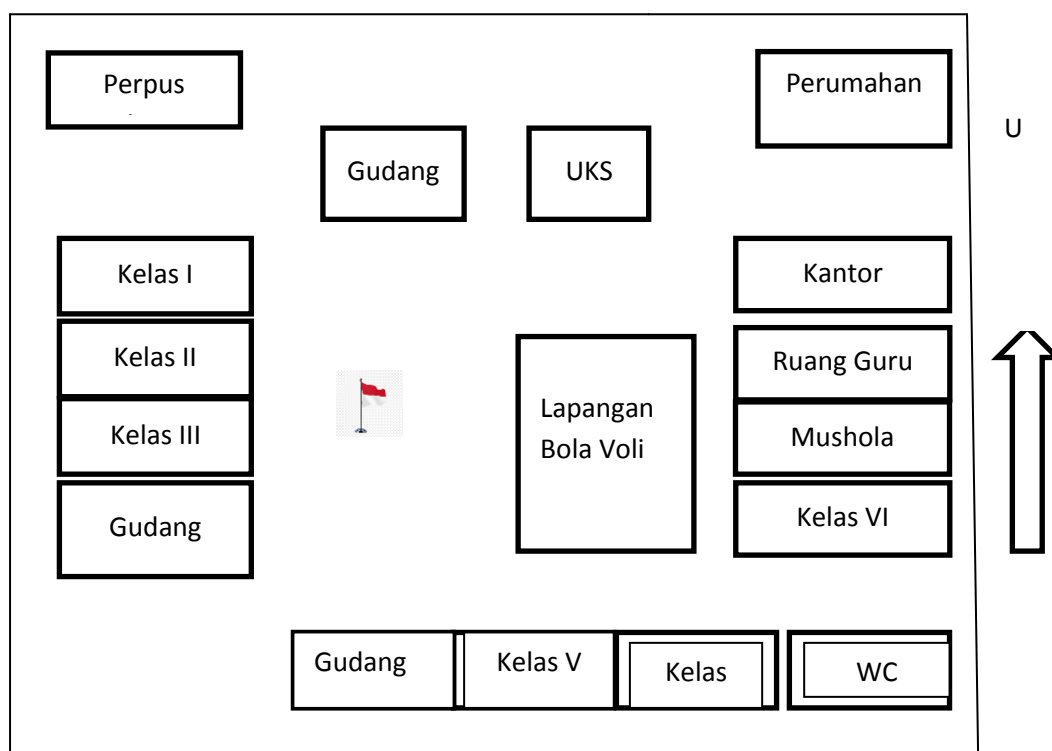 Perpus
Perumahan
U
Gudang
UKS
Kelas I
Kantor
Kelas II
Ruang Guru
Kelas III
Lapangan
Bola Voli
Mushola
Gudang
Kelas VI
Gudang
Kelas V
Kelas
WC